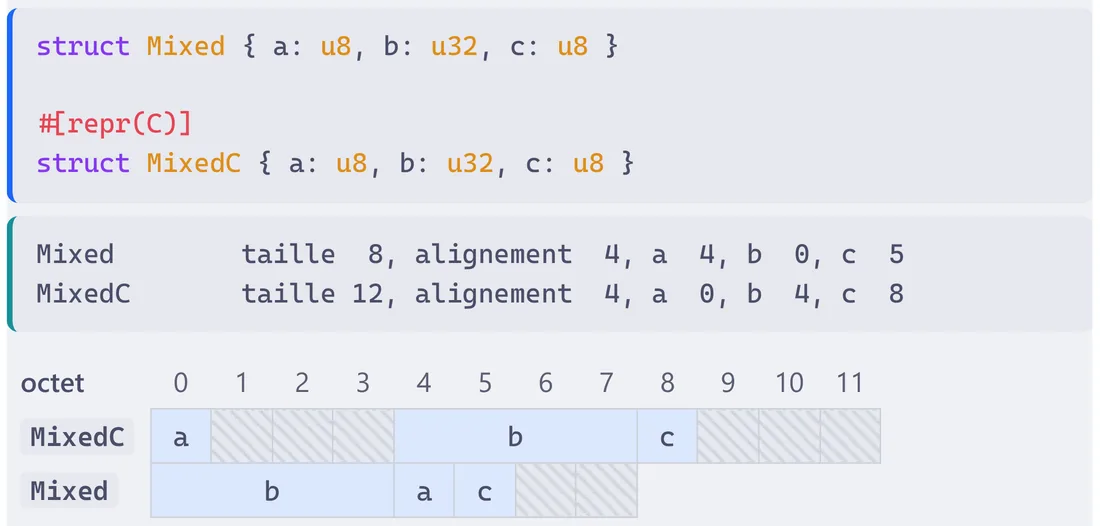 struct Mixed { a: u8, b: u32, c: u8 }
#[repr(C)]
struct MixedC { a: u8, b: u32, c: u8 }
Mixed        taille  8, alignement  4, a  4, b  0, c  5
MixedC       taille 12, alignement  4, a  0, b  4, c  8
octet 0 1 2 3 4 5 6 7 8 9 10 11
MixedC a b c
Mixed b a c